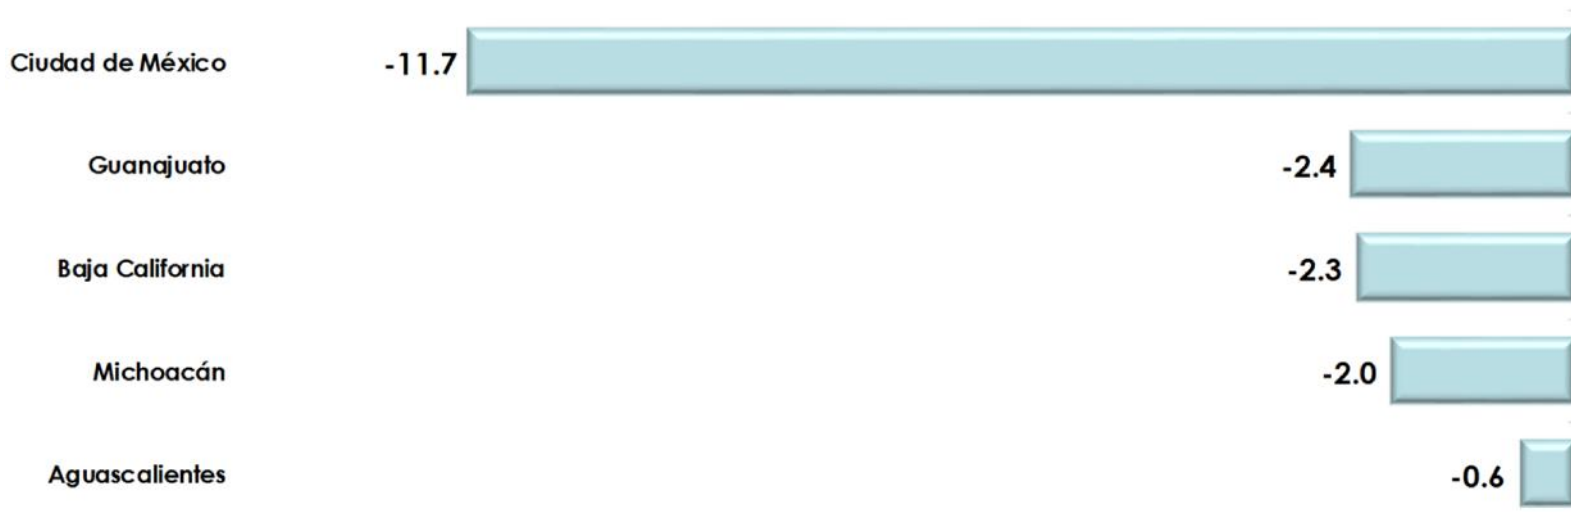 Ciudad de México -11.7
Guanajuato -2.4
Baja California -2.3
Michoacán -2.0
Aguascalientes -0.6